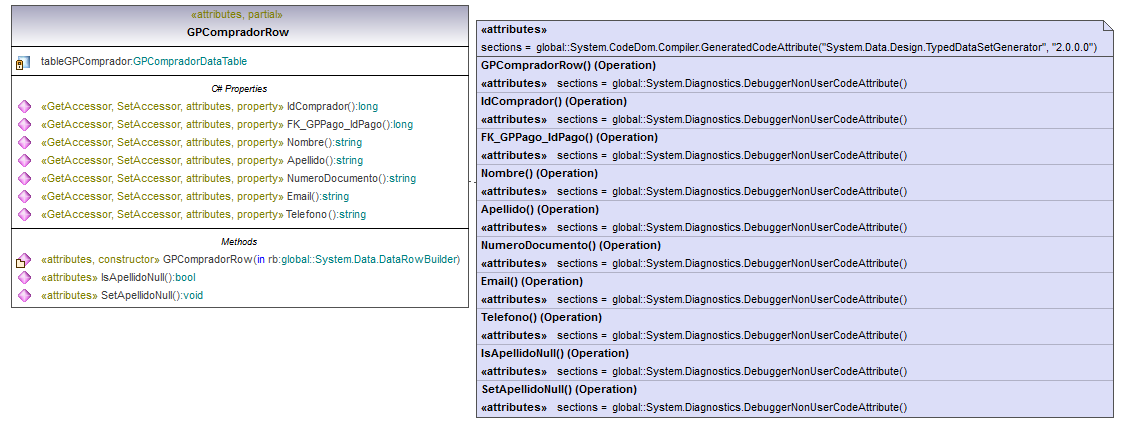 «attributes, partial»
GPCompradorRow
tableGPComprador:GPCompradorDataTable
C# Properties
«GetAccessor, SetAccessor, attributes, property» IdComprador():long
«GetAccessor, SetAccessor, attributes, property» FK_GPPago_IdPago():long
«GetAccessor, SetAccessor, attributes, property» Nombre():string
«GetAccessor, SetAccessor, attributes, property» Apellido():string
«GetAccessor, SetAccessor, attributes, property» NumeroDocumento():string
«GetAccessor, SetAccessor, attributes, property» Email():string
«GetAccessor, SetAccessor, attributes, property» Telefono():string
Methods
«attributes, constructor» GPCompradorRow(in rb:global::System.Data.DataRowBuilder)
«attributes» IsApellidoNull():bool
«attributes» SetApellidoNull():void
«attributes»
sections = global::System.CodeDom.Compiler.GeneratedCodeAttribute("System.Data.Design.TypedDataSetGenerator", "2.0.0.0")
GPCompradorRow() (Operation)
«attributes» sections = global::System.Diagnostics.DebuggerNonUserCodeAttribute()
IdComprador() (Operation)
«attributes» sections = global::System.Diagnostics.DebuggerNonUserCodeAttribute()
FK_GPPago_IdPago() (Operation)
«attributes» sections = global::System.Diagnostics.DebuggerNonUserCodeAttribute()
Nombre() (Operation)
«attributes» sections = global::System.Diagnostics.DebuggerNonUserCodeAttribute()
Apellido() (Operation)
«attributes» sections = global::System.Diagnostics.DebuggerNonUserCodeAttribute()
NumeroDocumento() (Operation)
«attributes» sections = global::System.Diagnostics.DebuggerNonUserCodeAttribute()
Email() (Operation)
«attributes» sections = global::System.Diagnostics.DebuggerNonUserCodeAttribute()
Telefono() (Operation)
«attributes» sections = global::System.Diagnostics.DebuggerNonUserCodeAttribute()
IsApellidoNull() (Operation)
«attributes» sections = global::System.Diagnostics.DebuggerNonUserCodeAttribute()
SetApellidoNull() (Operation)
«attributes» sections = global::System.Diagnostics.DebuggerNonUserCodeAttribute()